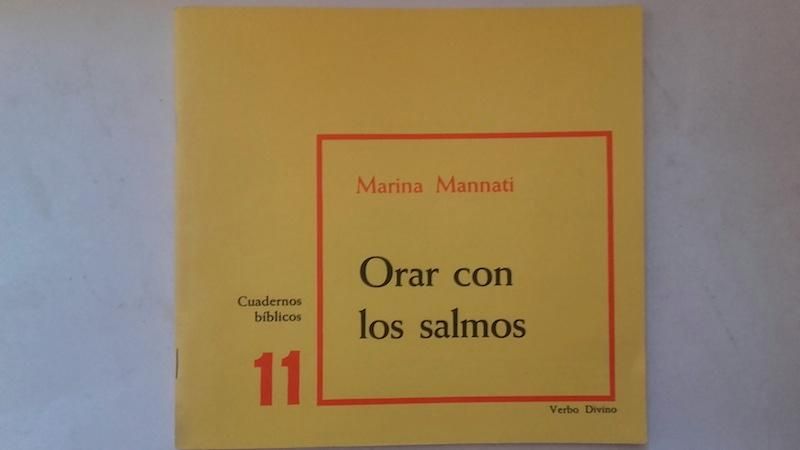 Marina Mannati
Orar con
los salmos
Cuadernos
bíblicos
11
Verbo Divino